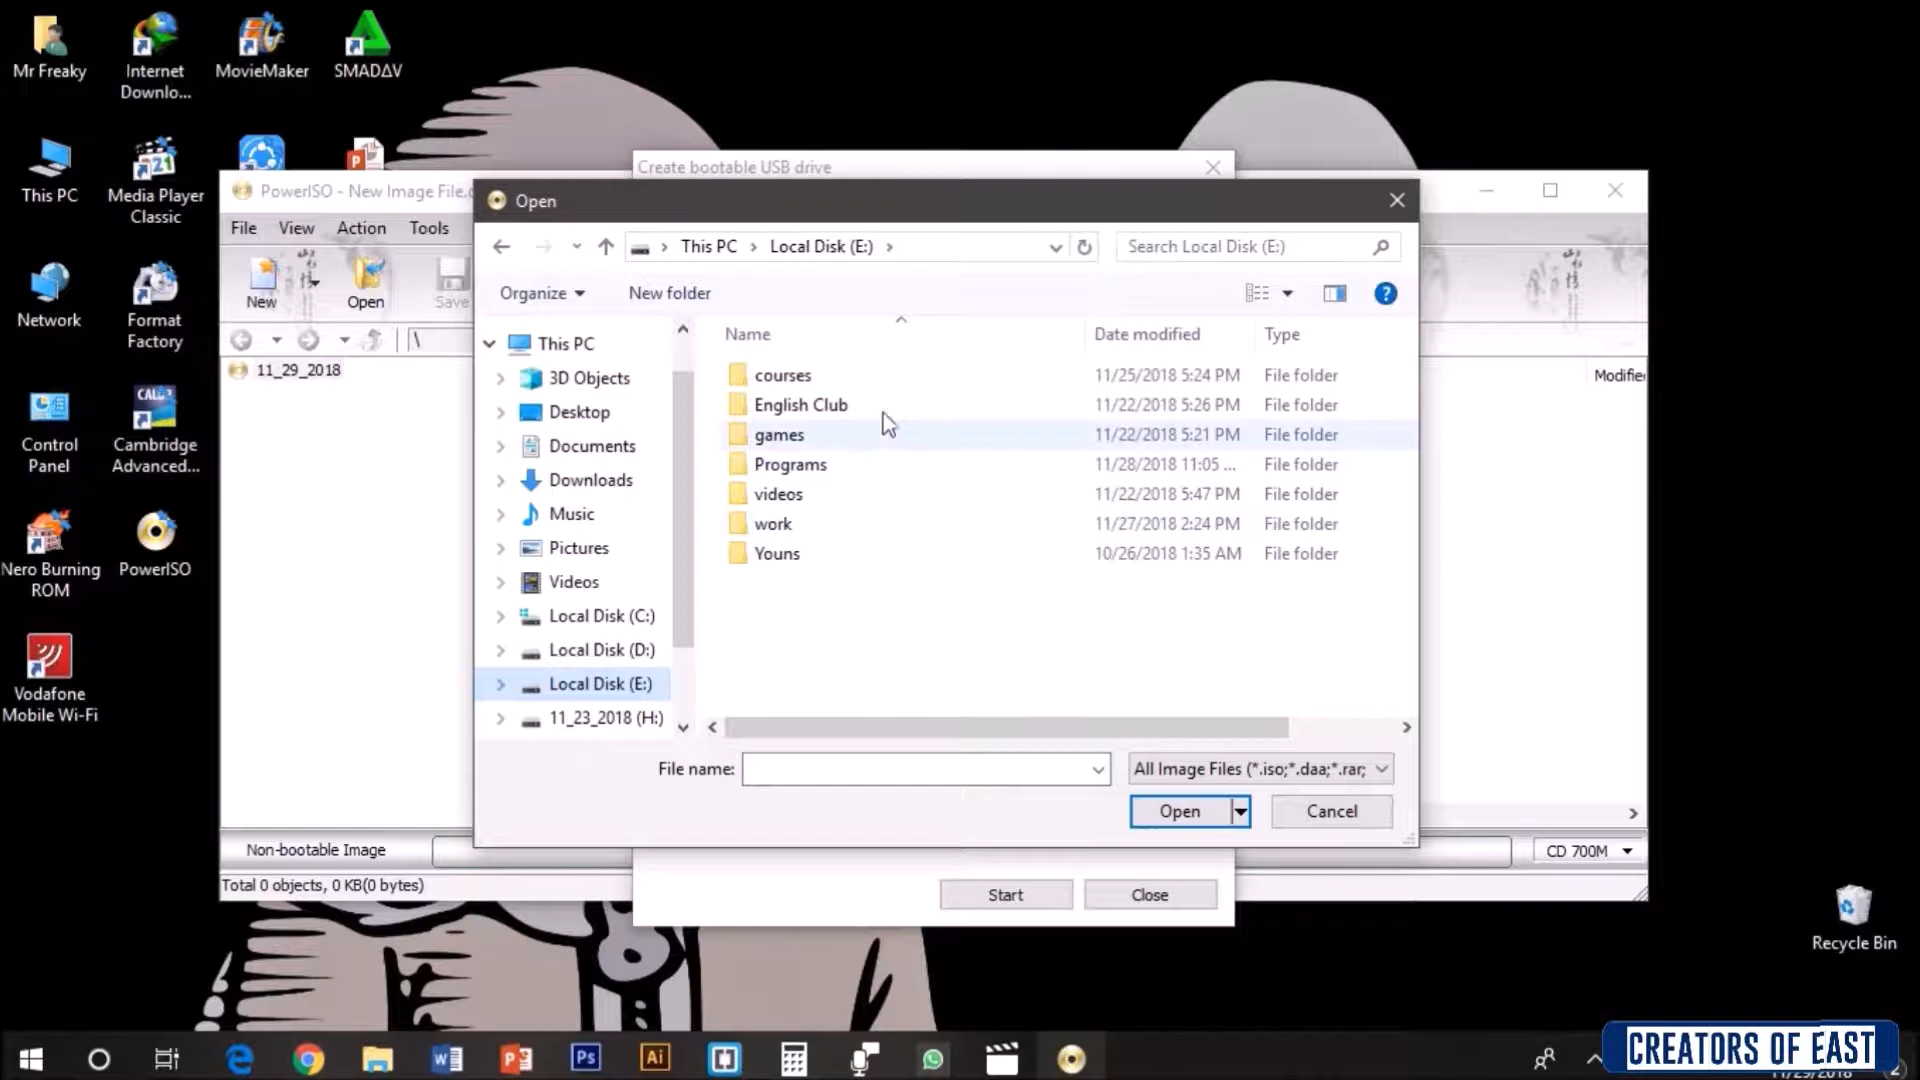 Mr Freaky
Internet
Downlo...
MovieMaker
SMADΔV
This PC
Media Player
Classic
Network
Format
Factory
Control
Panel
Cambridge
Advanced...
Nero Burning
ROM
PowerISO
Vodafone
Mobile Wi-Fi
Recycle Bin
Create bootable USB drive
PowerISO - New Image File.
File View Action Tools
New
Open
Save
\
11_29_2018
Modifie
Open
This PC > Local Disk (E:) >
Search Local Disk (E:)
Organize
New folder
Name Date modified Type
This PC
3D Objects
Desktop
Documents
Downloads
Music
Pictures
Videos
Local Disk (C:)
Local Disk (D:)
Local Disk (E:)
11_23_2018 (H:)
courses 11/25/2018 5:24 PM File folder
English Club 11/22/2018 5:26 PM File folder
games 11/22/2018 5:21 PM File folder
Programs 11/28/2018 11:05 ... File folder
videos 11/22/2018 5:47 PM File folder
work 11/27/2018 2:24 PM File folder
Youns 10/26/2018 1:35 AM File folder
File name:
All Image Files (*.iso;*.daa;*.rar;
Open
Cancel
Non-bootable Image
CD 700M
Total 0 objects, 0 KB(0 bytes)
Start
Close
CREATORS OF EAST